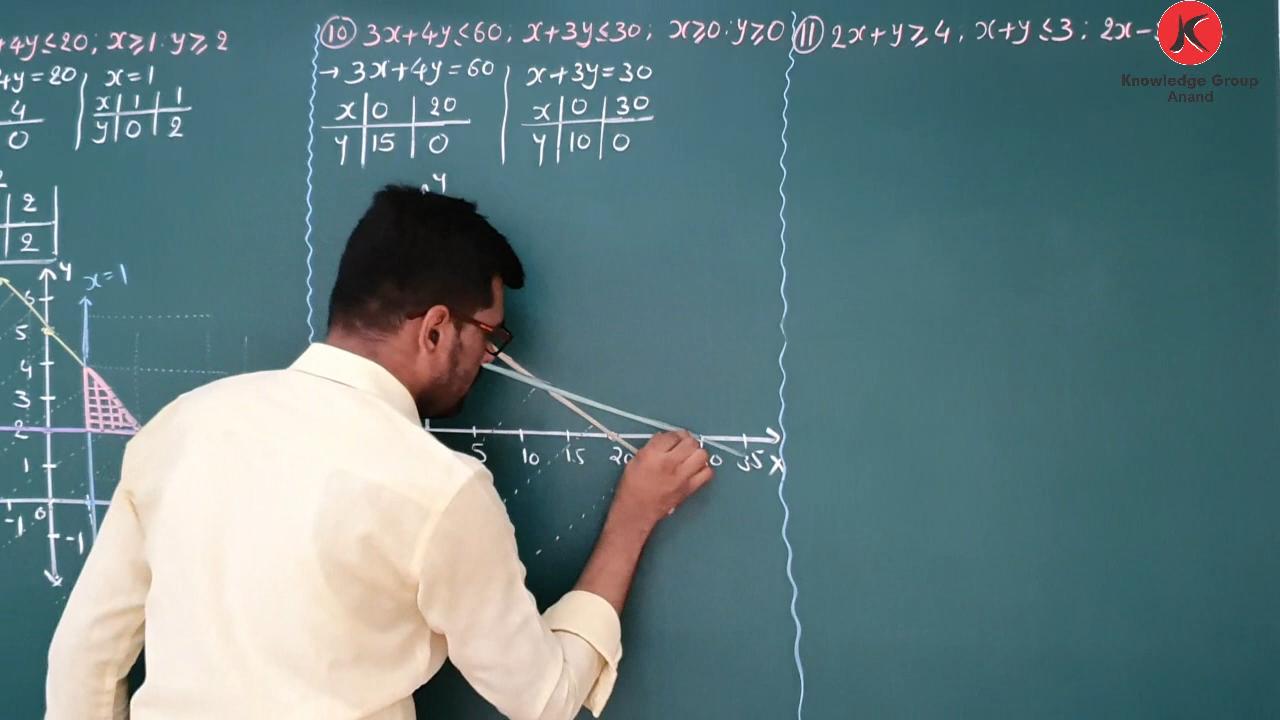 +4y≤20; x≥1. y≥2
4y=20 | x=1
4
0
x | 1 | 1
y | 0 | 2
2
2
y
x=1
6
5
4
3
2
1
-1 0
-1
⑩ 3x+4y≤60; x+3y≤30; x≥0. y≥0
→ 3x+4y=60 | x+3y=30
x | 0 | 20
y | 15 | 0
x | 0 | 30
y | 10 | 0
y
5 10 15 20 0 35 x
⑪ 2x+y≥4, x+y≤3; 2x-
K
Knowledge Group
Anand